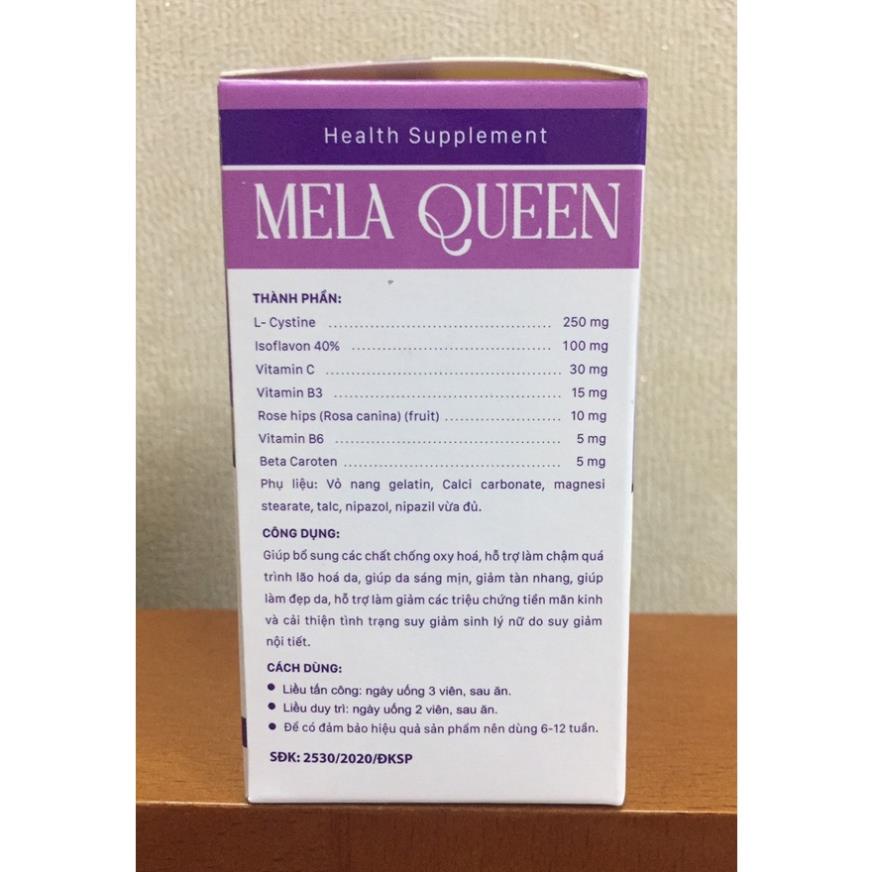 Health Supplement
MELA QUEEN
THÀNH PHẦN:
L- Cystine ........................................ 250 mg
Isoflavon 40% .................................... 100 mg
Vitamin C ........................................ 30 mg
Vitamin B3 ....................................... 15 mg
Rose hips (Rosa canina) (fruit) .................. 10 mg
Vitamin B6 ....................................... 5 mg
Beta Caroten ..................................... 5 mg
Phụ liệu: Vỏ nang gelatin, Calci carbonate, magnesi
stearate, talc, nipazol, nipazil vừa đủ.
CÔNG DỤNG:
Giúp bổ sung các chất chống oxy hoá, hỗ trợ làm chậm quá
trình lão hoá da, giúp da sáng mịn, giảm tàn nhang, giúp
làm đẹp da, hỗ trợ làm giảm các triệu chứng tiền mãn kinh
và cải thiện tình trạng suy giảm sinh lý nữ do suy giảm
nội tiết.
CÁCH DÙNG:
● Liều tấn công: ngày uống 3 viên, sau ăn.
● Liều duy trì: ngày uống 2 viên, sau ăn.
● Để có đảm bảo hiệu quả sản phẩm nên dùng 6-12 tuần.
SĐK: 2530/2020/ĐKSP